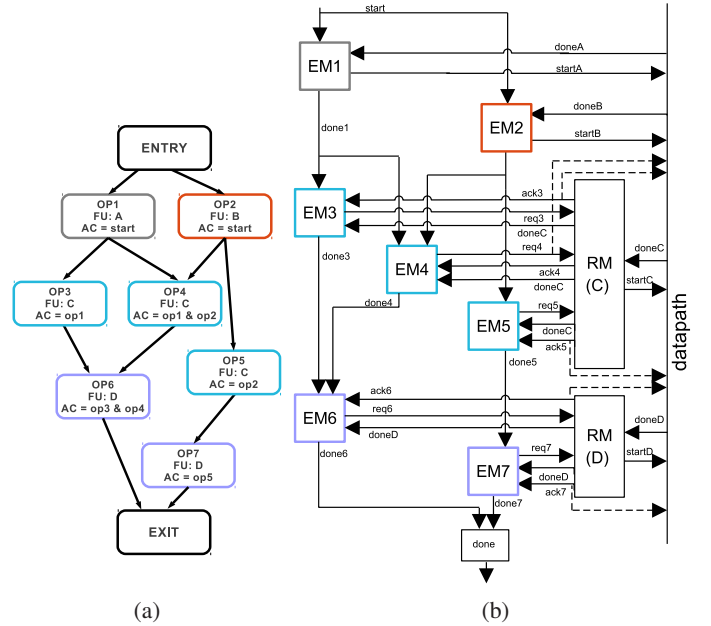 ENTRY
OP1
FU: A
AC = start
OP2
FU: B
AC = start
OP3
FU: C
AC = op1
OP4
FU: C
AC = op1 & op2
OP5
FU: C
AC = op2
OP6
FU: D
AC = op3 & op4
OP7
FU: D
AC = op5
EXIT
(a)
start
doneA
EM1
startA
doneB
EM2
startB
done1
ack3
EM3
req3
doneC
req4
done3
EM4
ack4
doneC
RM
(C)
doneC
startC
done4
req5
EM5
doneC
ack5
done5
datapath
ack6
EM6
req6
doneD
RM
(D)
doneD
startD
done6
req7
EM7
doneD
ack7
done7
done
(b)